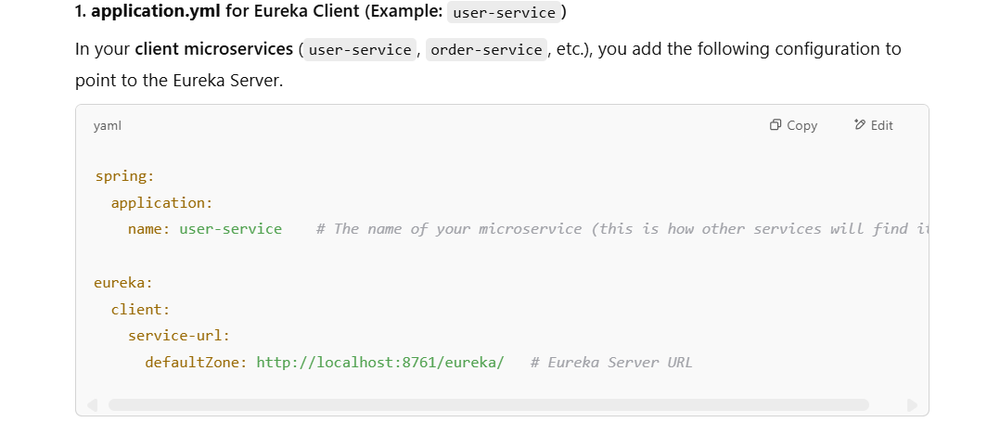 1. application.yml for Eureka Client (Example: user-service)
In your client microservices (user-service, order-service, etc.), you add the following configuration to
point to the Eureka Server.
yaml
Copy
Edit
spring:
  application:
    name: user-service    # The name of your microservice (this is how other services will find it
eureka:
  client:
    service-url:
      defaultZone: http://localhost:8761/eureka/   # Eureka Server URL